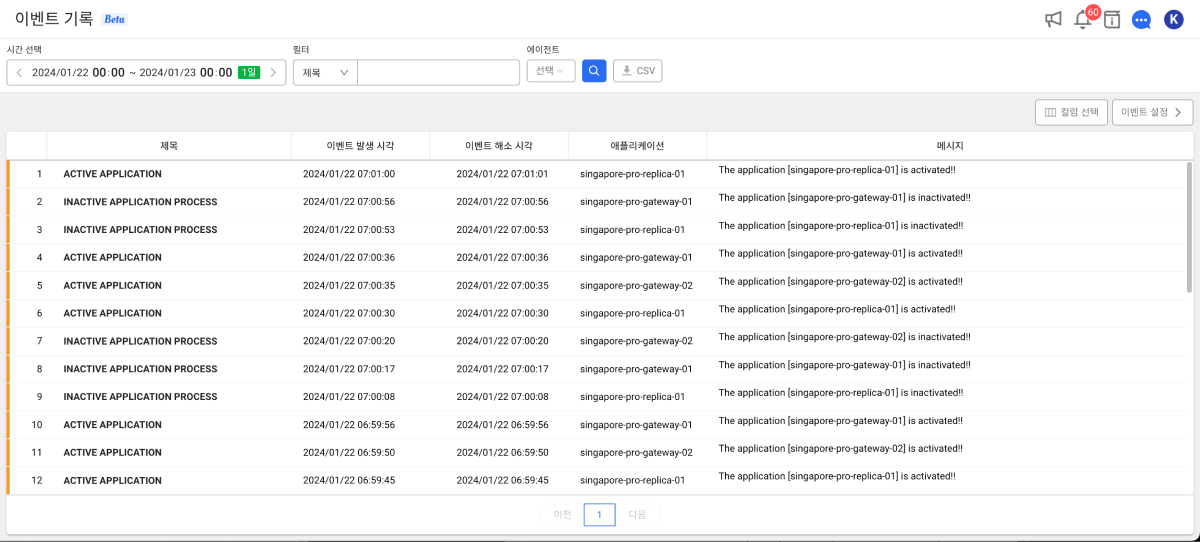 이벤트 기록 Beta
60
K
시간 선택
필터
에이전트
2024/01/22 00:00 ~ 2024/01/23 00:00 1일
제목
선택
CSV
컬럼 선택
이벤트 설정
제목 이벤트 발생 시각 이벤트 해소 시각 애플리케이션 메시지
1 ACTIVE APPLICATION 2024/01/22 07:01:00 2024/01/22 07:01:01 singapore-pro-replica-01 The application [singapore-pro-replica-01] is activated!!
2 INACTIVE APPLICATION PROCESS 2024/01/22 07:00:56 2024/01/22 07:00:56 singapore-pro-gateway-01 The application [singapore-pro-gateway-01] is inactivated!!
3 INACTIVE APPLICATION PROCESS 2024/01/22 07:00:53 2024/01/22 07:00:53 singapore-pro-replica-01 The application [singapore-pro-replica-01] is inactivated!!
4 ACTIVE APPLICATION 2024/01/22 07:00:36 2024/01/22 07:00:36 singapore-pro-gateway-01 The application [singapore-pro-gateway-01] is activated!!
5 ACTIVE APPLICATION 2024/01/22 07:00:35 2024/01/22 07:00:35 singapore-pro-gateway-02 The application [singapore-pro-gateway-02] is activated!!
6 ACTIVE APPLICATION 2024/01/22 07:00:30 2024/01/22 07:00:30 singapore-pro-replica-01 The application [singapore-pro-replica-01] is activated!!
7 INACTIVE APPLICATION PROCESS 2024/01/22 07:00:20 2024/01/22 07:00:20 singapore-pro-gateway-02 The application [singapore-pro-gateway-02] is inactivated!!
8 INACTIVE APPLICATION PROCESS 2024/01/22 07:00:17 2024/01/22 07:00:17 singapore-pro-gateway-01 The application [singapore-pro-gateway-01] is inactivated!!
9 INACTIVE APPLICATION PROCESS 2024/01/22 07:00:08 2024/01/22 07:00:08 singapore-pro-replica-01 The application [singapore-pro-replica-01] is inactivated!!
10 ACTIVE APPLICATION 2024/01/22 06:59:56 2024/01/22 06:59:56 singapore-pro-gateway-01 The application [singapore-pro-gateway-01] is activated!!
11 ACTIVE APPLICATION 2024/01/22 06:59:50 2024/01/22 06:59:50 singapore-pro-gateway-02 The application [singapore-pro-gateway-02] is activated!!
12 ACTIVE APPLICATION 2024/01/22 06:59:45 2024/01/22 06:59:45 singapore-pro-replica-01 The application [singapore-pro-replica-01] is activated!!
이전 1 다음